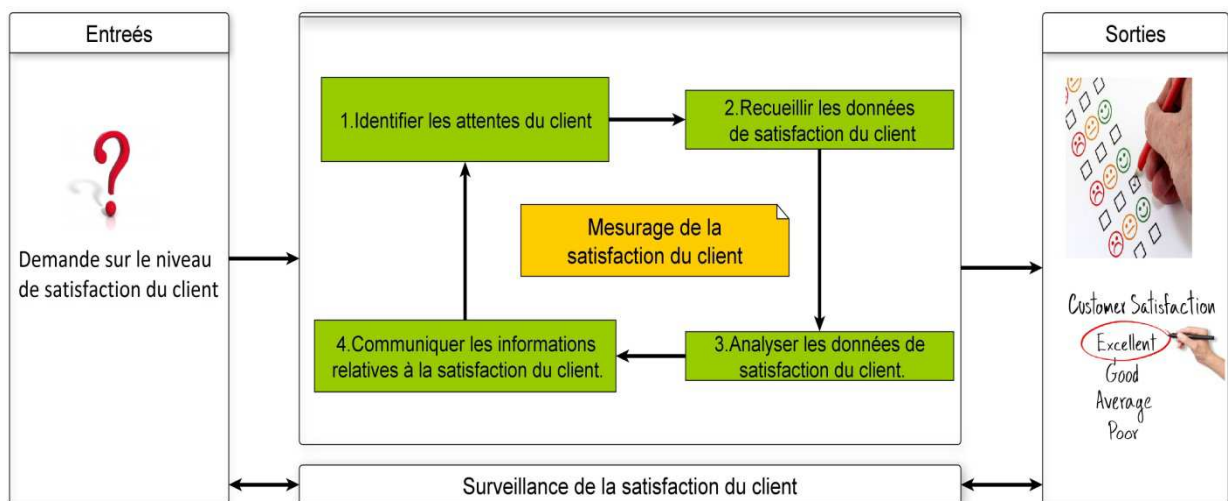 Entreés
Demande sur le niveau
de satisfaction du client
1.Identifier les attentes du client
2.Recueillir les données
de satisfaction du client
Mesurage de la
satisfaction du client
4.Communiquer les informations
relatives à la satisfaction du client.
3.Analyser les données de
satisfaction du client.
Surveillance de la satisfaction du client
Sorties
Customer Satisfaction
Excellent
Good
Average
Poor